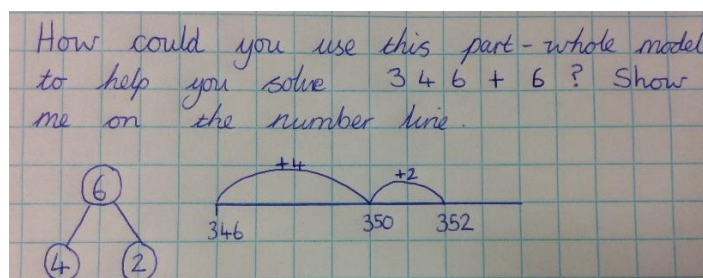 How could you use this part-whole model
to help you solve 346 + 6? Show
me on the number line.
+4 +2
6
346 350 352
4 2